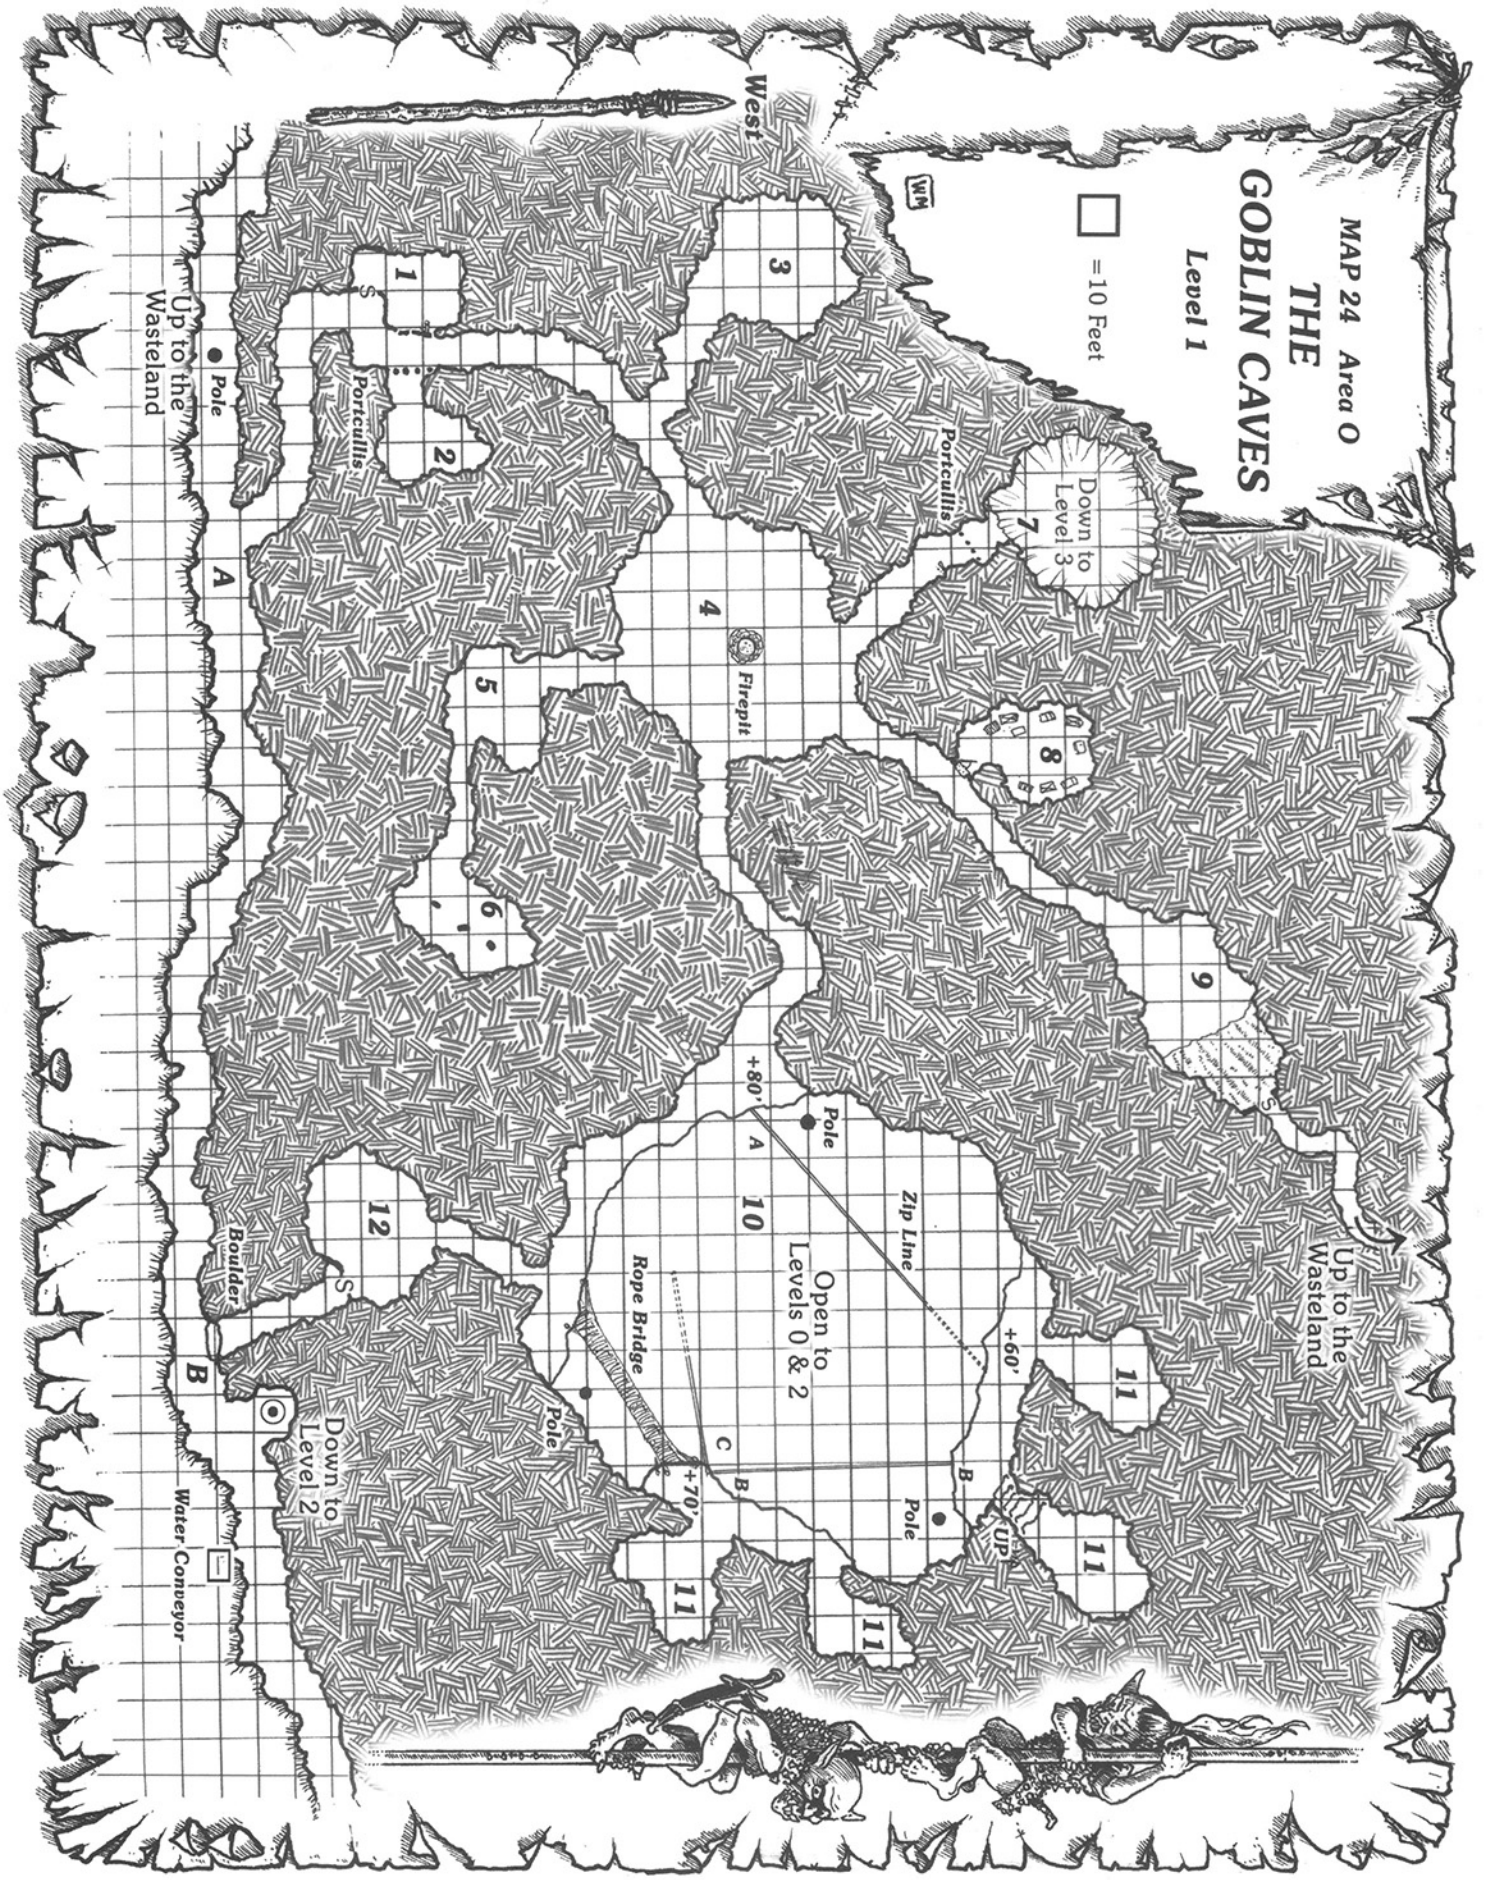 MAP 24 Area O
THE
GOBLIN CAVES
Level 1
= 10 Feet
WM
West
Up to the
Wasteland
Pole
1
S
Portcullis
2
3
A
4
Firepit
5
6
Portcullis
7
Down to
Level 3
8
9
S
Up to the
Wasteland
+80'
A
Pole
10
Zip Line
Open to
Levels 0 & 2
Rope Bridge
+60'
11
12
S
Boulder
B
Pole
C
B
B
+70'
Pole
UP
11
11
11
Down to
Level 2
Water Conveyor